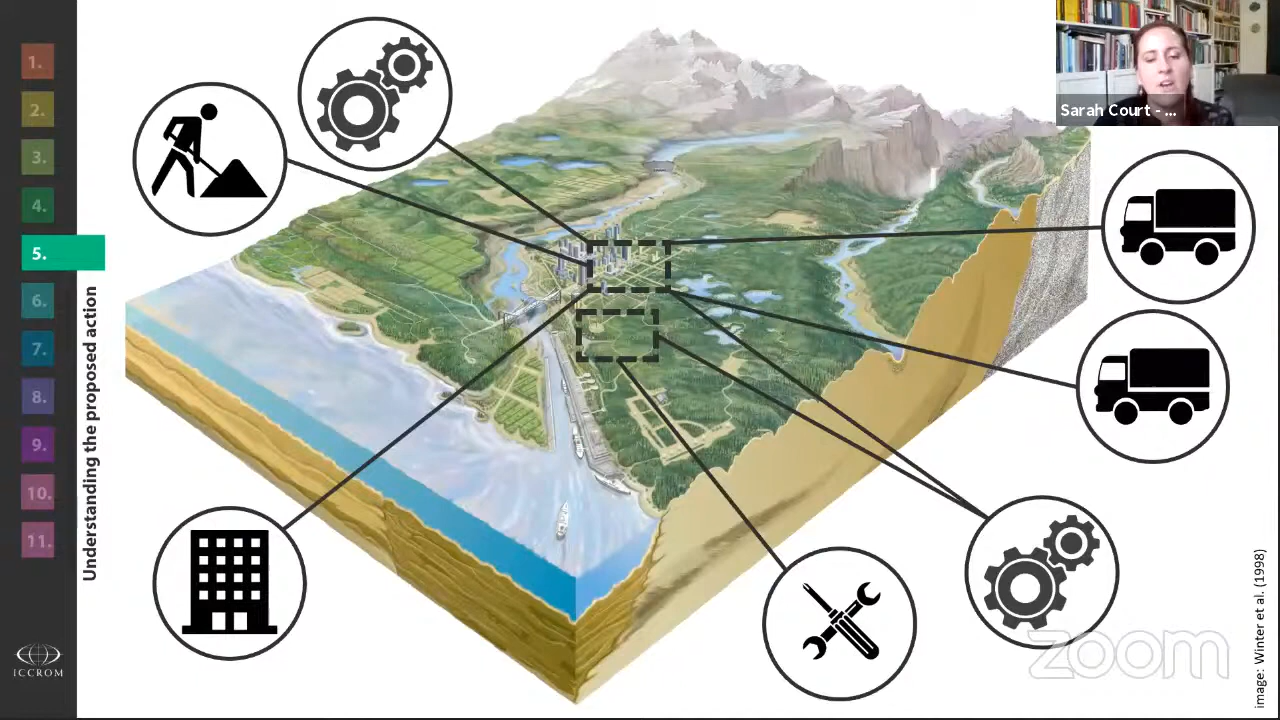 1.
2.
3.
4.
5.
6.
7.
8.
9.
10.
11.
Understanding the proposed action
ICCROM
Sarah Court - ...
zoom
image: Winter et al. (1998)